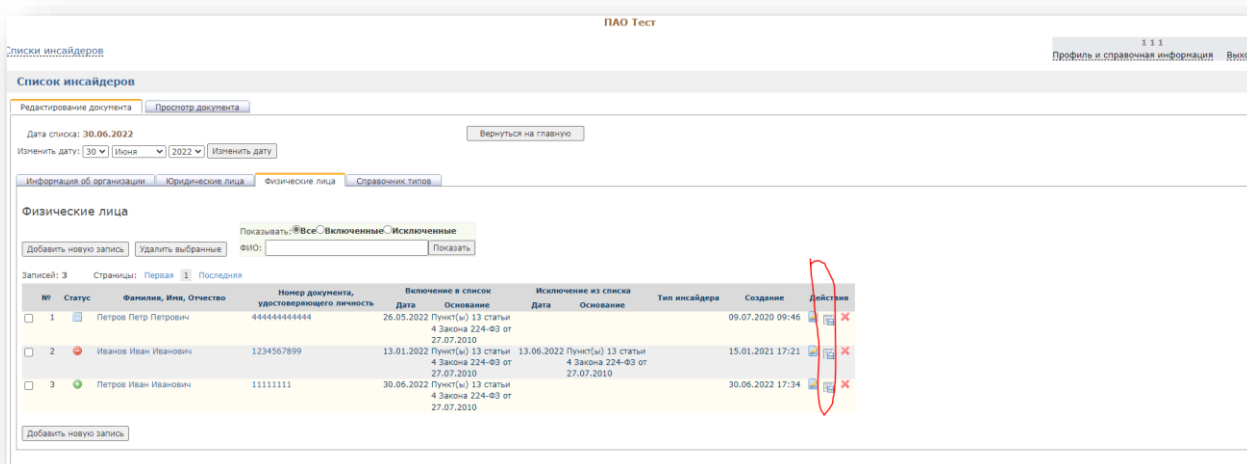 ПАО Тест
Списки инсайдеров
1 1 1
Профиль и справочная информация
Список инсайдеров
Редактирование документа Просмотр документа
Дата списка: 30.06.2022 Вернуться на главную
Изменить дату: 30 Июня 2022 Изменить дату
Информация об организации Юридические лица Физические лица Справочник типов
Физические лица
Показывать: Все Включенные Исключенные
Добавить новую запись Удалить выбранные ФИО: Показать
Записей: 3 Страницы: Первая 1 Последняя
№ Статус Фамилия, Имя, Отчество Номер документа, удостоверяющего личность Включение в список Исключение из списка Тип инсайдера Создание Действия
Дата Основание Дата Основание
1 Петров Петр Петрович 444444444444 26.05.2022 Пункт(ы) 13 статьи 09.07.2020 09:46
4 Закона 224-ФЗ от
27.07.2010
2 Иванов Иван Иванович 1234567899 13.01.2022 Пункт(ы) 13 статьи 13.06.2022 Пункт(ы) 13 статьи 15.01.2021 17:21
4 Закона 224-ФЗ от 4 Закона 224-ФЗ от
27.07.2010 27.07.2010
3 Петров Иван Иванович 11111111 30.06.2022 Пункт(ы) 13 статьи 30.06.2022 17:34
4 Закона 224-ФЗ от
27.07.2010
Добавить новую запись